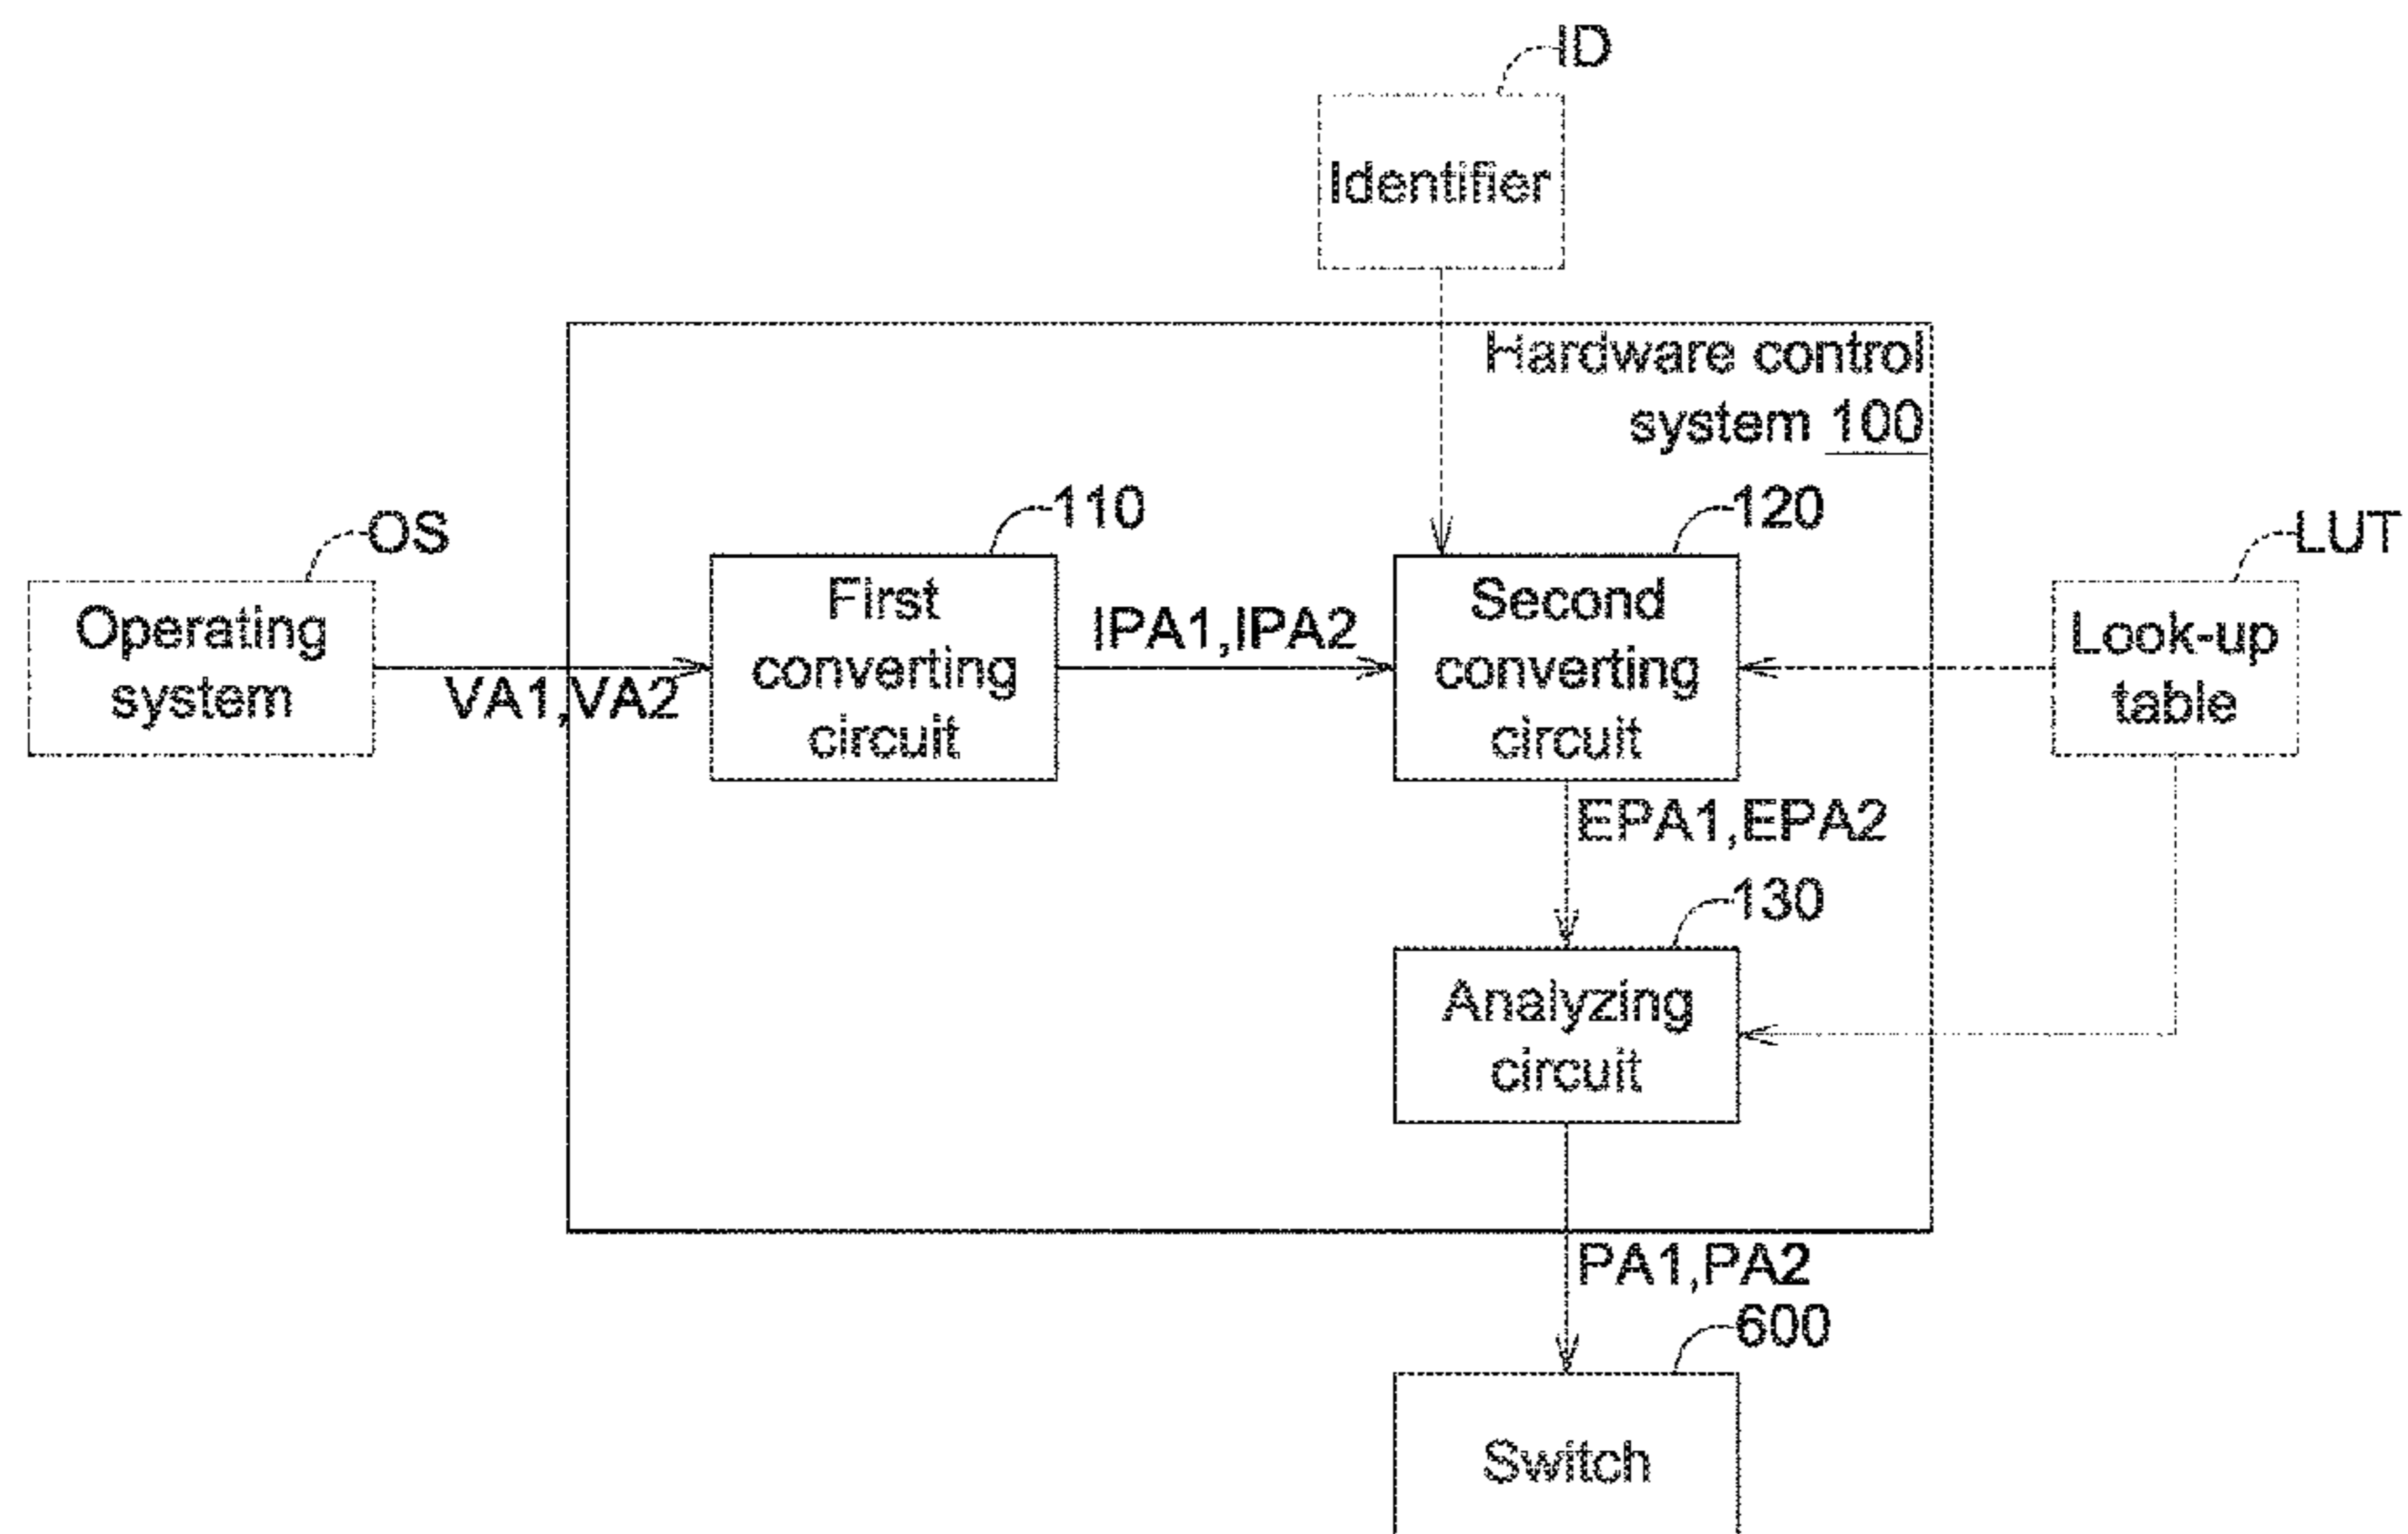 ID
Identifier
Hardware control
system 100
OS
Operating
system
VA1,VA2
110
First
converting
circuit
IPA1,IPA2
120
Second
converting
circuit
LUT
Look-up
table
EPA1,EPA2
130
Analyzing
circuit
PA1,PA2
600
Switch